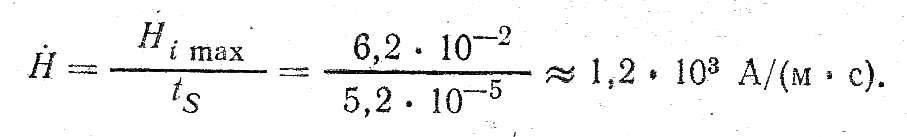 Ḣ = H_{i max} / t_S = 6,2 · 10^{−2} / 5,2 · 10^{−5} ≈ 1,2 · 10³ А/(м · с).